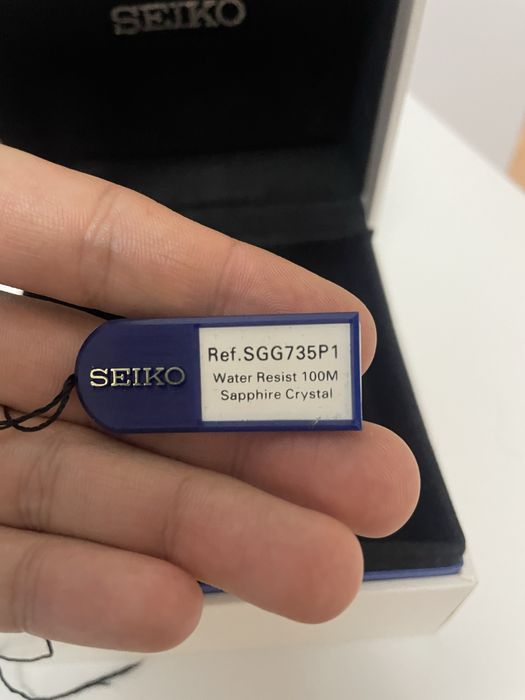 SEIKO
SEIKO
Ref.SGG735P1
Water Resist 100M
Sapphire Crystal